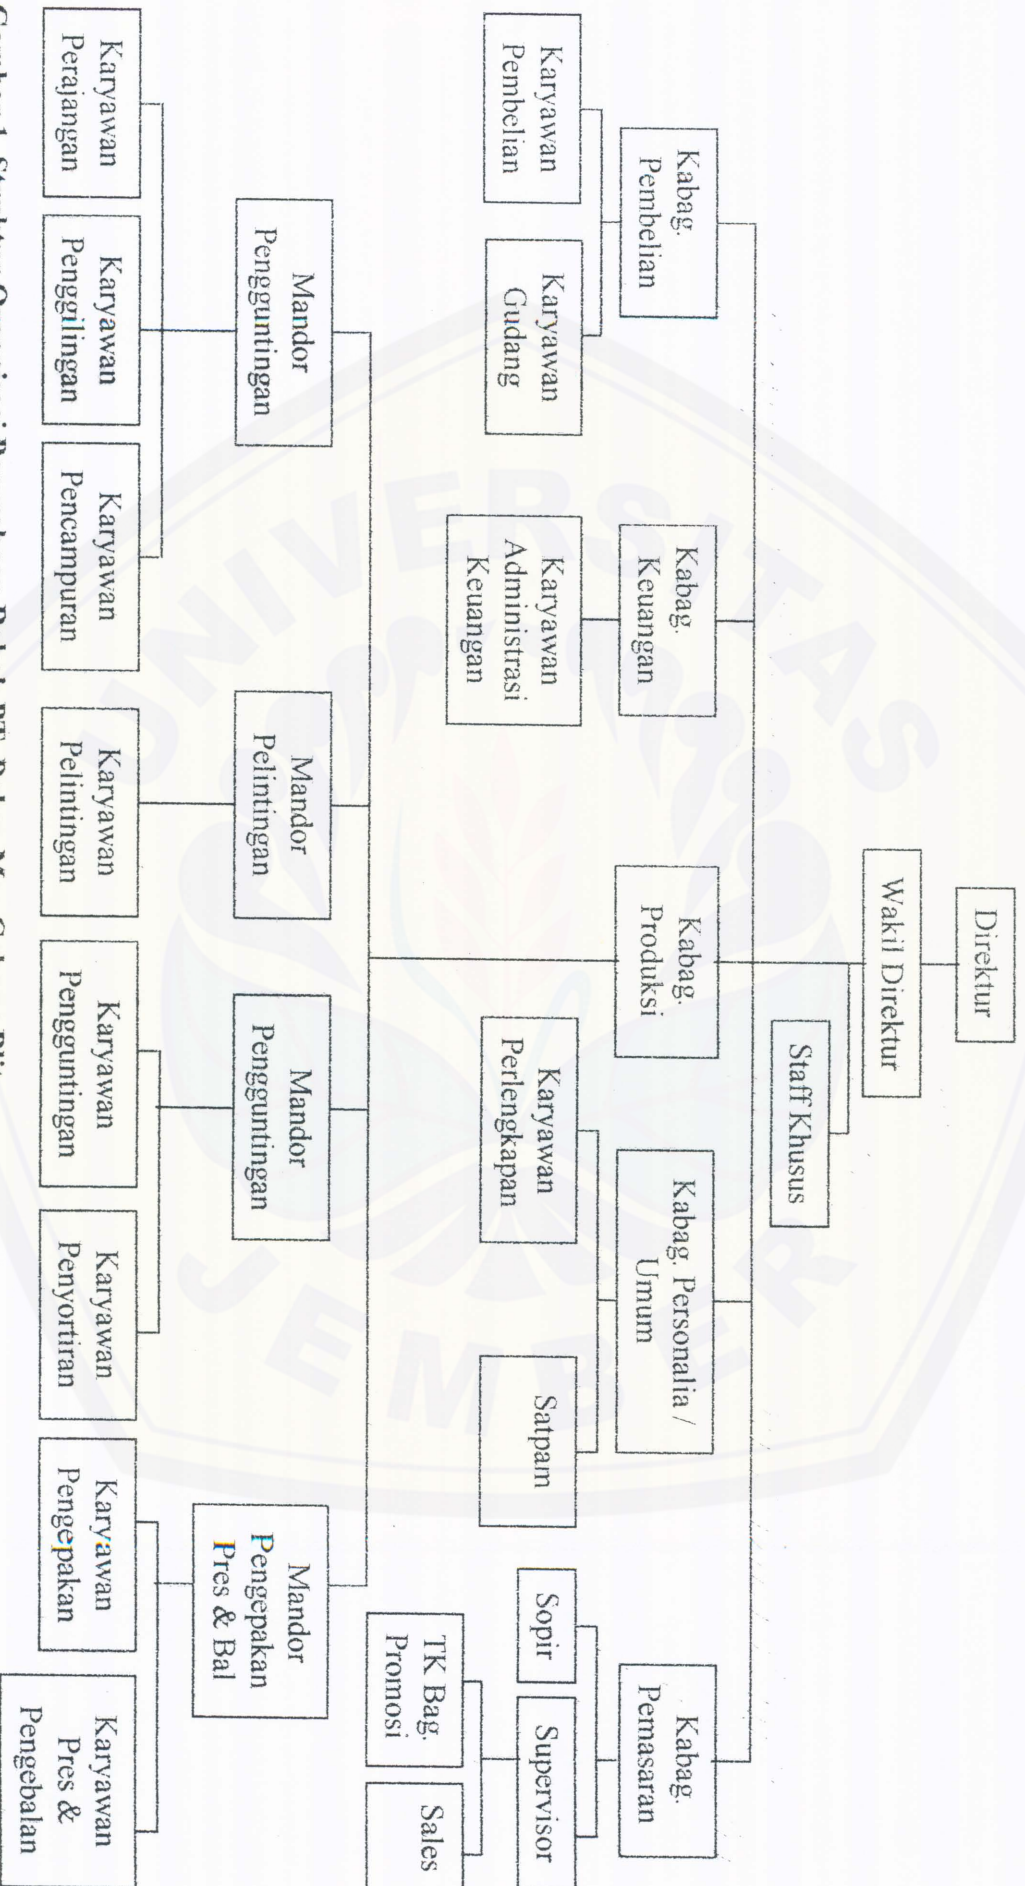 Direktur
Wakil Direktur
Staff Khusus
Kabag.
Pembelian
Kabag.
Keuangan
Kabag.
Produksi
Kabag. Personalia /
Umum
Kabag.
Pemasaran
Karyawan
Pembelian
Karyawan
Gudang
Karyawan
Administrasi
Keuangan
Karyawan
Perlengkapan
Satpam
Sopir
Supervisor
TK Bag.
Promosi
Sales
Mandor
Pengguntingan
Mandor
Pelintingan
Mandor
Pengguntingan
Mandor
Pengepakan
Pres & Bal
Karyawan
Perajangan
Karyawan
Penggilingan
Karyawan
Pencampuran
Karyawan
Pelintingan
Karyawan
Pengguntingan
Karyawan
Penyortiran
Karyawan
Pengepakan
Karyawan
Pres &
Pengebalan
UNIVERSITAS
JEMBER